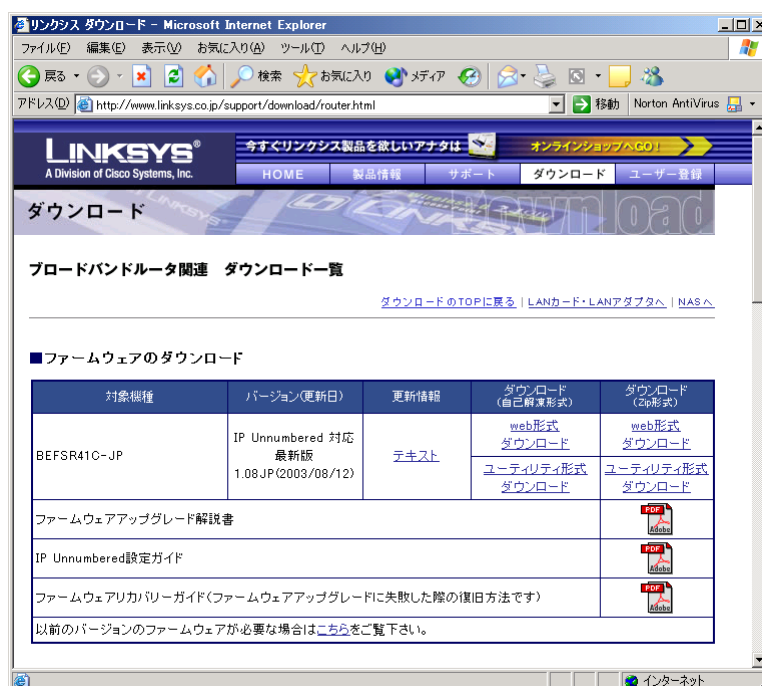 リンクシス ダウンロード - Microsoft Internet Explorer
ファイル(F) 編集(E) 表示(V) お気に入り(A) ツール(T) ヘルプ(H)
戻る 検索 お気に入り メディア
アドレス(D) http://www.linksys.co.jp/support/download/router.html 移動 Norton AntiVirus
LINKSYS®
A Division of Cisco Systems, Inc.
今すぐリンクシス製品を欲しいアナタは オンラインショップへGO!
HOME 製品情報 サポート ダウンロード ユーザー登録
ダウンロード
Download
ブロードバンドルータ関連 ダウンロード一覧
ダウンロードのTOPに戻る | LANカード・LANアダプタへ | NASへ
■ファームウェアのダウンロード
対象機種 バージョン(更新日) 更新情報 ダウンロード(自己解凍形式) ダウンロード(Zip形式)
BEFSR41C-JP
IP Unnumbered 対応
最新版
1.08JP(2003/08/12)
テキスト
web形式
ダウンロード
web形式
ダウンロード
ユーティリティ形式
ダウンロード
ユーティリティ形式
ダウンロード
ファームウェアアップグレード解説書 PDF Adobe
IP Unnumbered設定ガイド PDF Adobe
ファームウェアリカバリーガイド(ファームウェアアップグレードに失敗した際の復旧方法です) PDF Adobe
以前のバージョンのファームウェアが必要な場合はこちらをご覧下さい。
インターネット